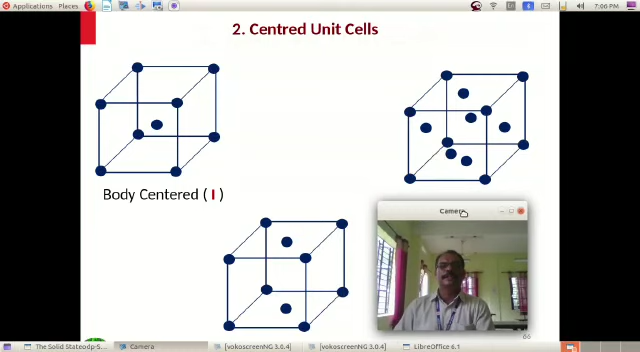 Applications Places
En
7:06 PM
2. Centred Unit Cells
Body Centered ( I )
Camera
66
The Solid Stateodp-S...
Camera
[vokoscreenNG 3.0.4]
[vokoscreenNG 3.0.4]
LibreOffice 6.1